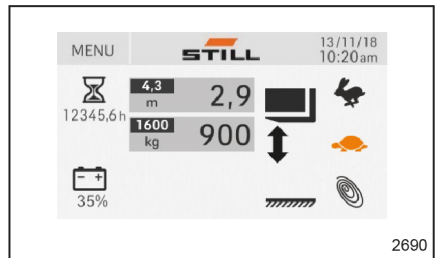 MENU
STILL
13/11/18
10:20am
12345,6h
4,3
m
2,9
1600
kg
900
- +
35%
2690